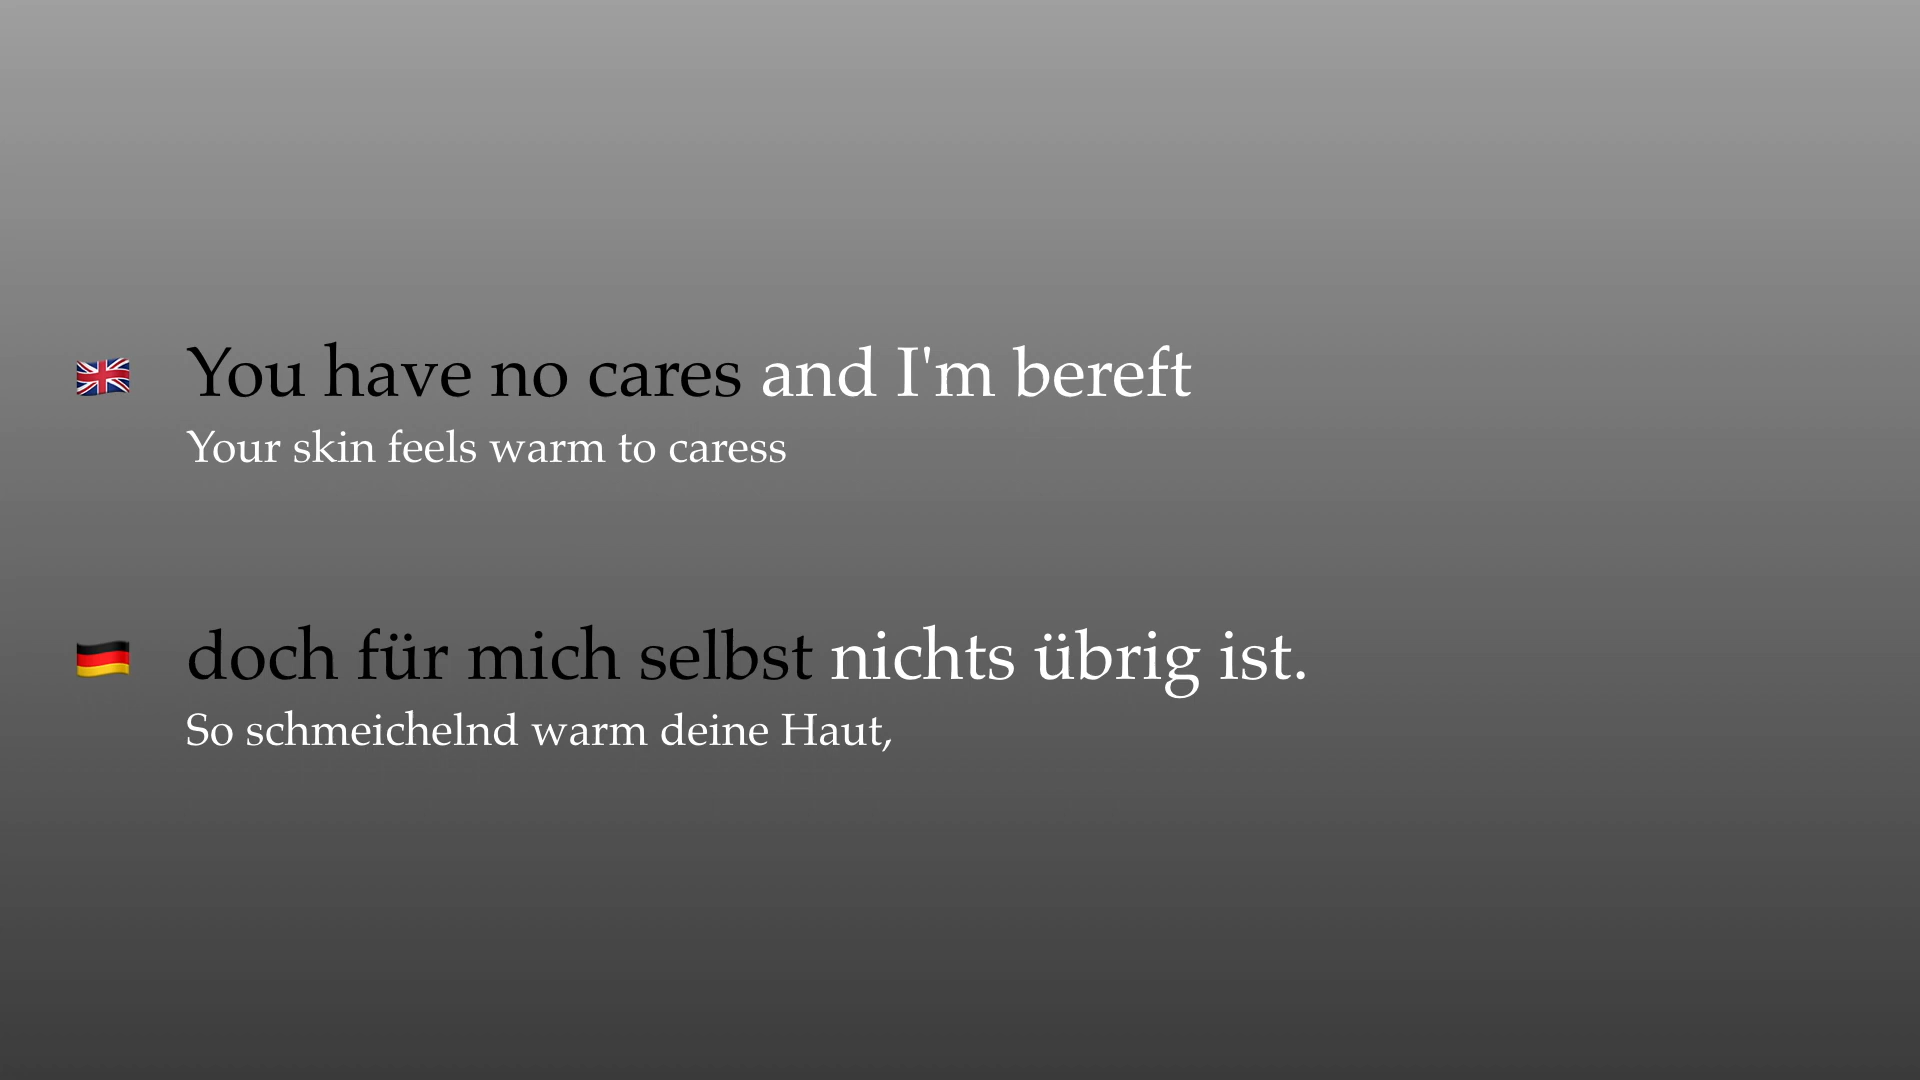 You have no cares and I'm bereft
Your skin feels warm to caress
doch für mich selbst nichts übrig ist.
So schmeichelnd warm deine Haut,